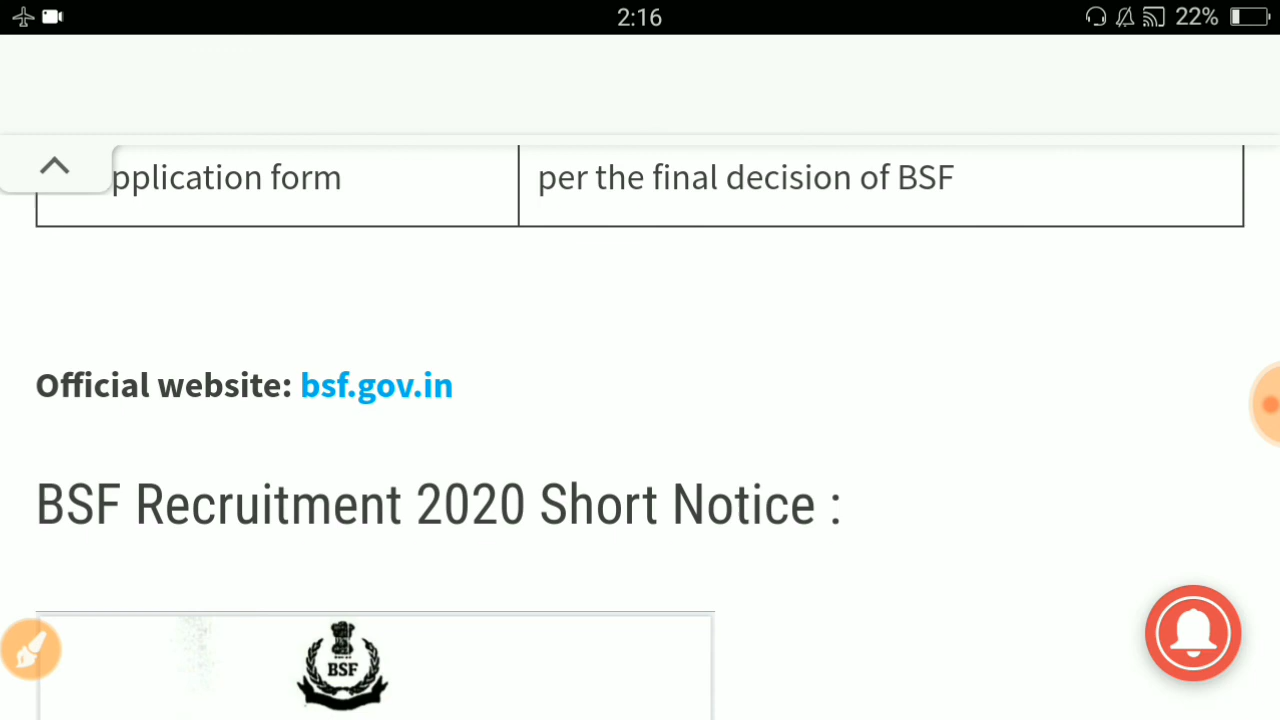 2:16
22%
pplication form
per the final decision of BSF
Official website: bsf.gov.in
BSF Recruitment 2020 Short Notice :
BSF